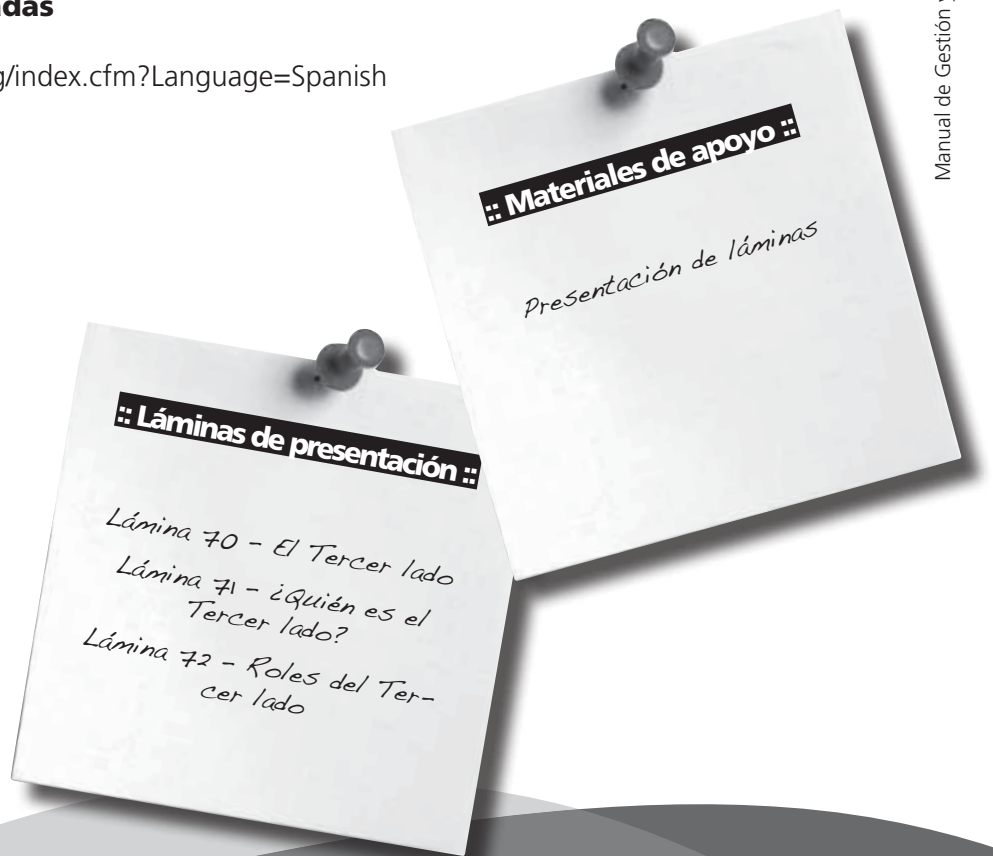 adas
g/index.cfm?Language=Spanish
Manual de Gestión y
:: Materiales de apoyo ::
Presentación de láminas
:: Láminas de presentación ::
Lámina 70 - El Tercer lado
Lámina 71 - ¿Quién es el
Tercer lado?
Lámina 72 - Roles del Ter-
cer lado